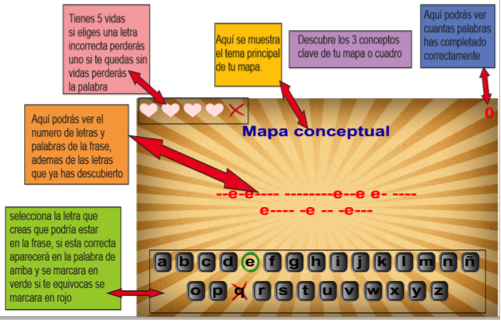 Tienes 5 vidas
si eliges una letra
incorrecta perderás
uno si te quedas sin
vidas perderás
la palabra
Aquí se muestra
el tema principal
de tu mapa.
Descubre los 3 conceptos
clave de tu mapa o cuadro
Aquí podrás ver
cuantas palabras
has completado
correctamente
0
Mapa conceptual
Aquí podrás ver el
numero de letras y
palabras de la frase,
ademas de las letras
que ya has descubierto
--e-e---- --------e--e e- ----
e---- -e -- -e---
selecciona la letra que
creas que podría estar
en la frase, si esta correcta
aparecerá en la palabra de
arriba y se marcara en
verde si te equivocas se
marcara en rojo
a b c d e f g h i j k l m n ñ
o p q r s t u v w x y z